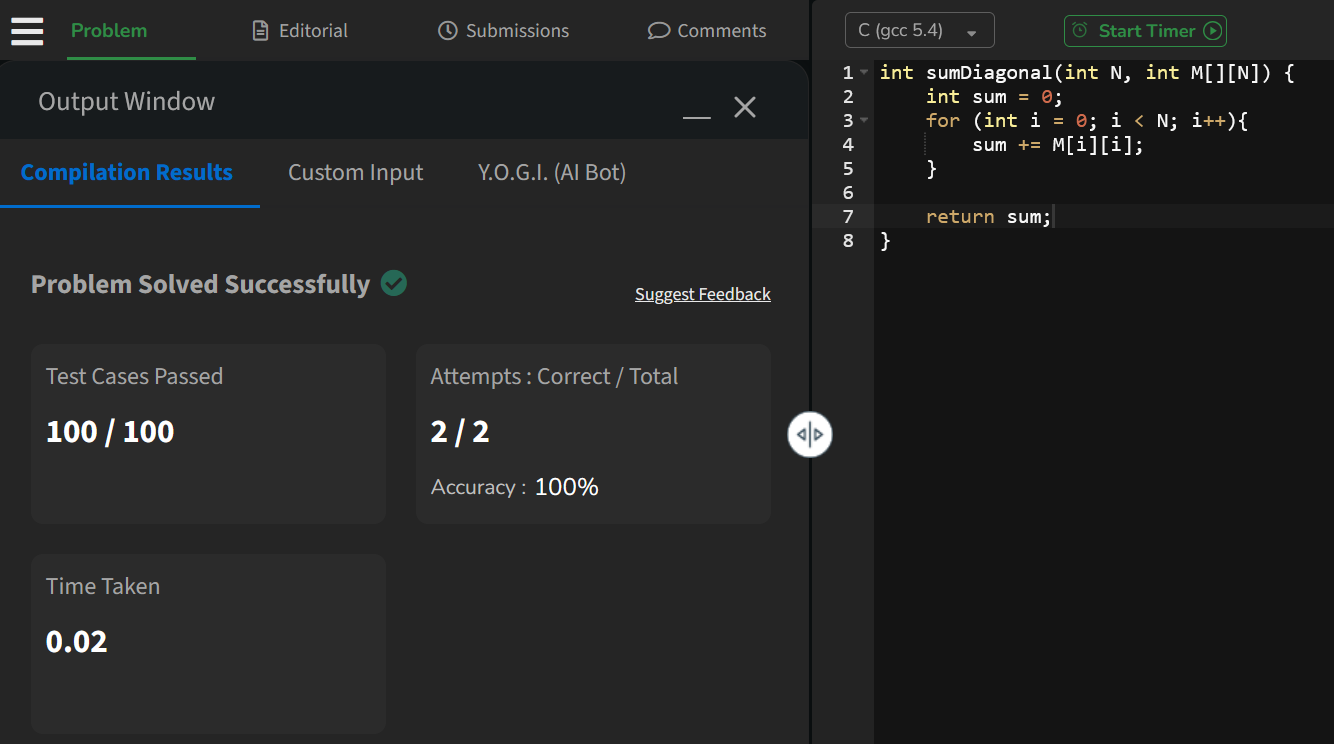 Problem
Editorial
Submissions
Comments
Output Window
Compilation Results
Custom Input
Y.O.G.I. (AI Bot)
Problem Solved Successfully
Suggest Feedback
Test Cases Passed
100 / 100
Attempts : Correct / Total
2 / 2
Accuracy : 100%
Time Taken
0.02
C (gcc 5.4)
Start Timer
1 int sumDiagonal(int N, int M[][N]) {
2     int sum = 0;
3     for (int i = 0; i < N; i++){
4         sum += M[i][i];
5     }
6
7     return sum;
8 }